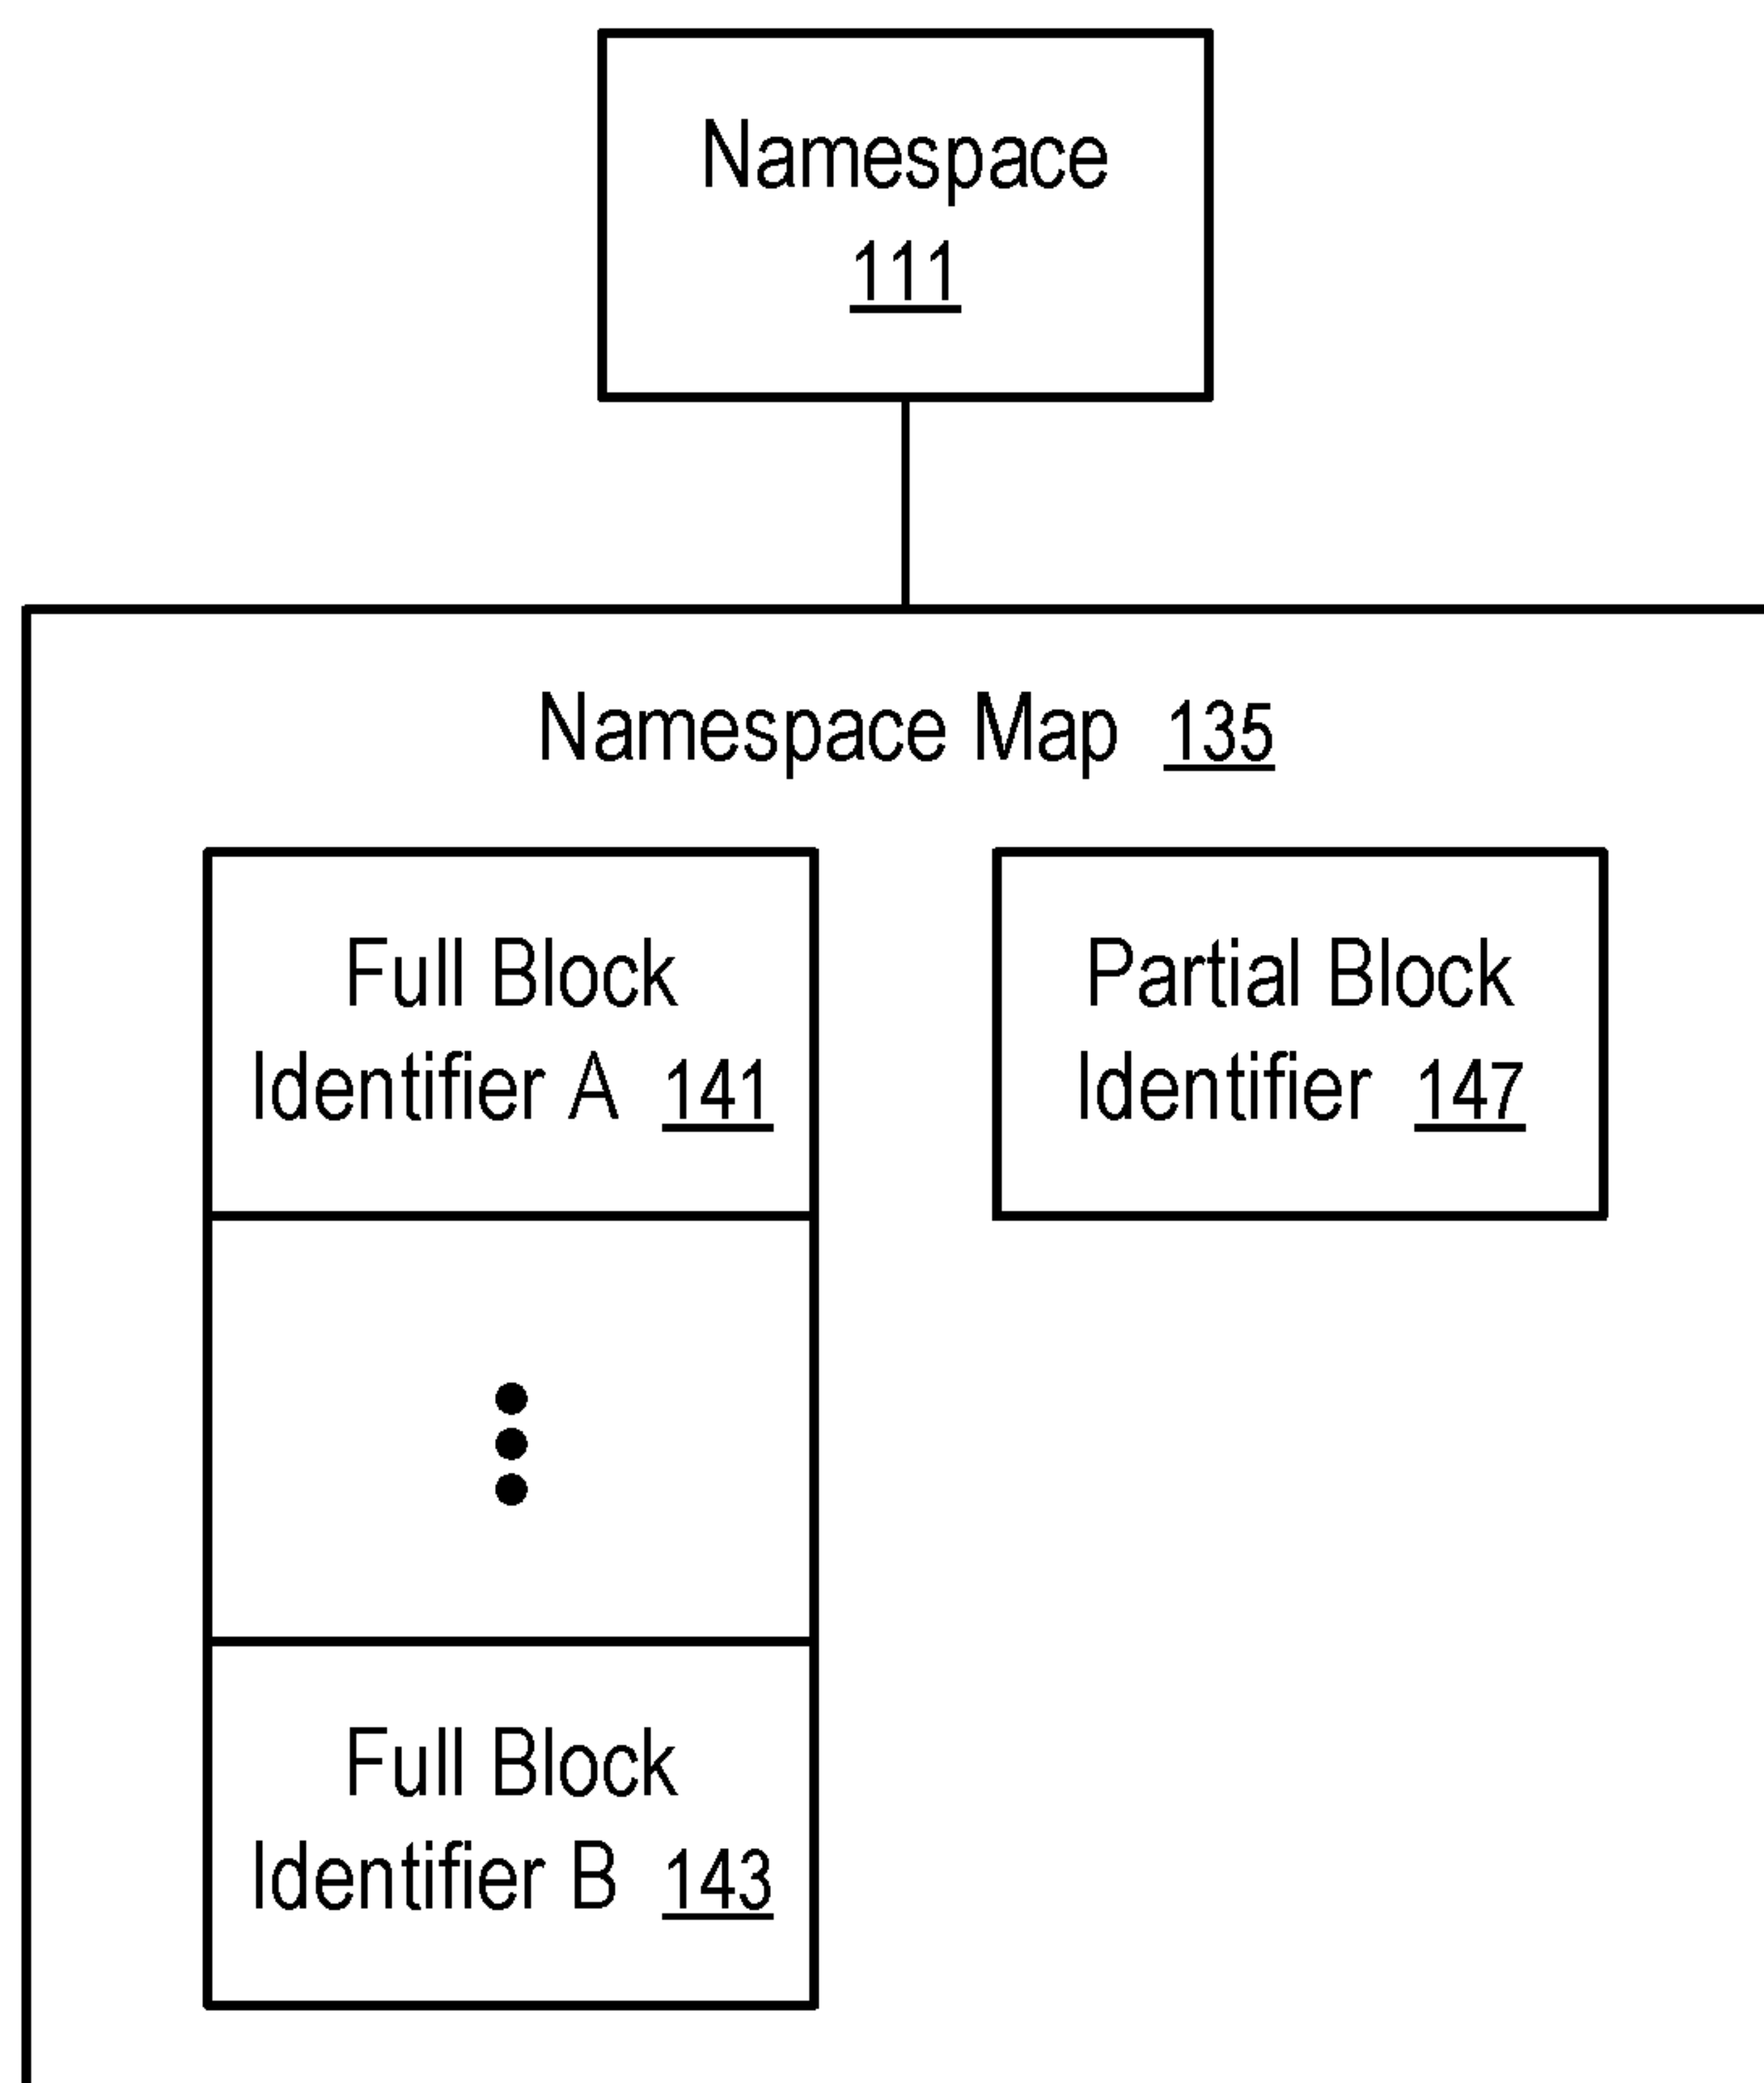 Namespace
111
Namespace Map 135
Full Block
Identifier A 141
Partial Block
Identifier 147
Full Block
Identifier B 143